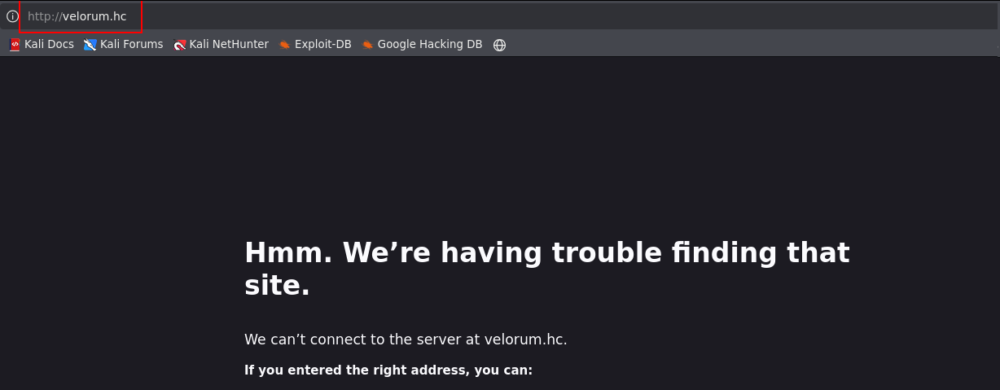 http://velorum.hc
Kali Docs Kali Forums Kali NetHunter Exploit-DB Google Hacking DB
Hmm. We’re having trouble finding that
site.
We can’t connect to the server at velorum.hc.
If you entered the right address, you can: